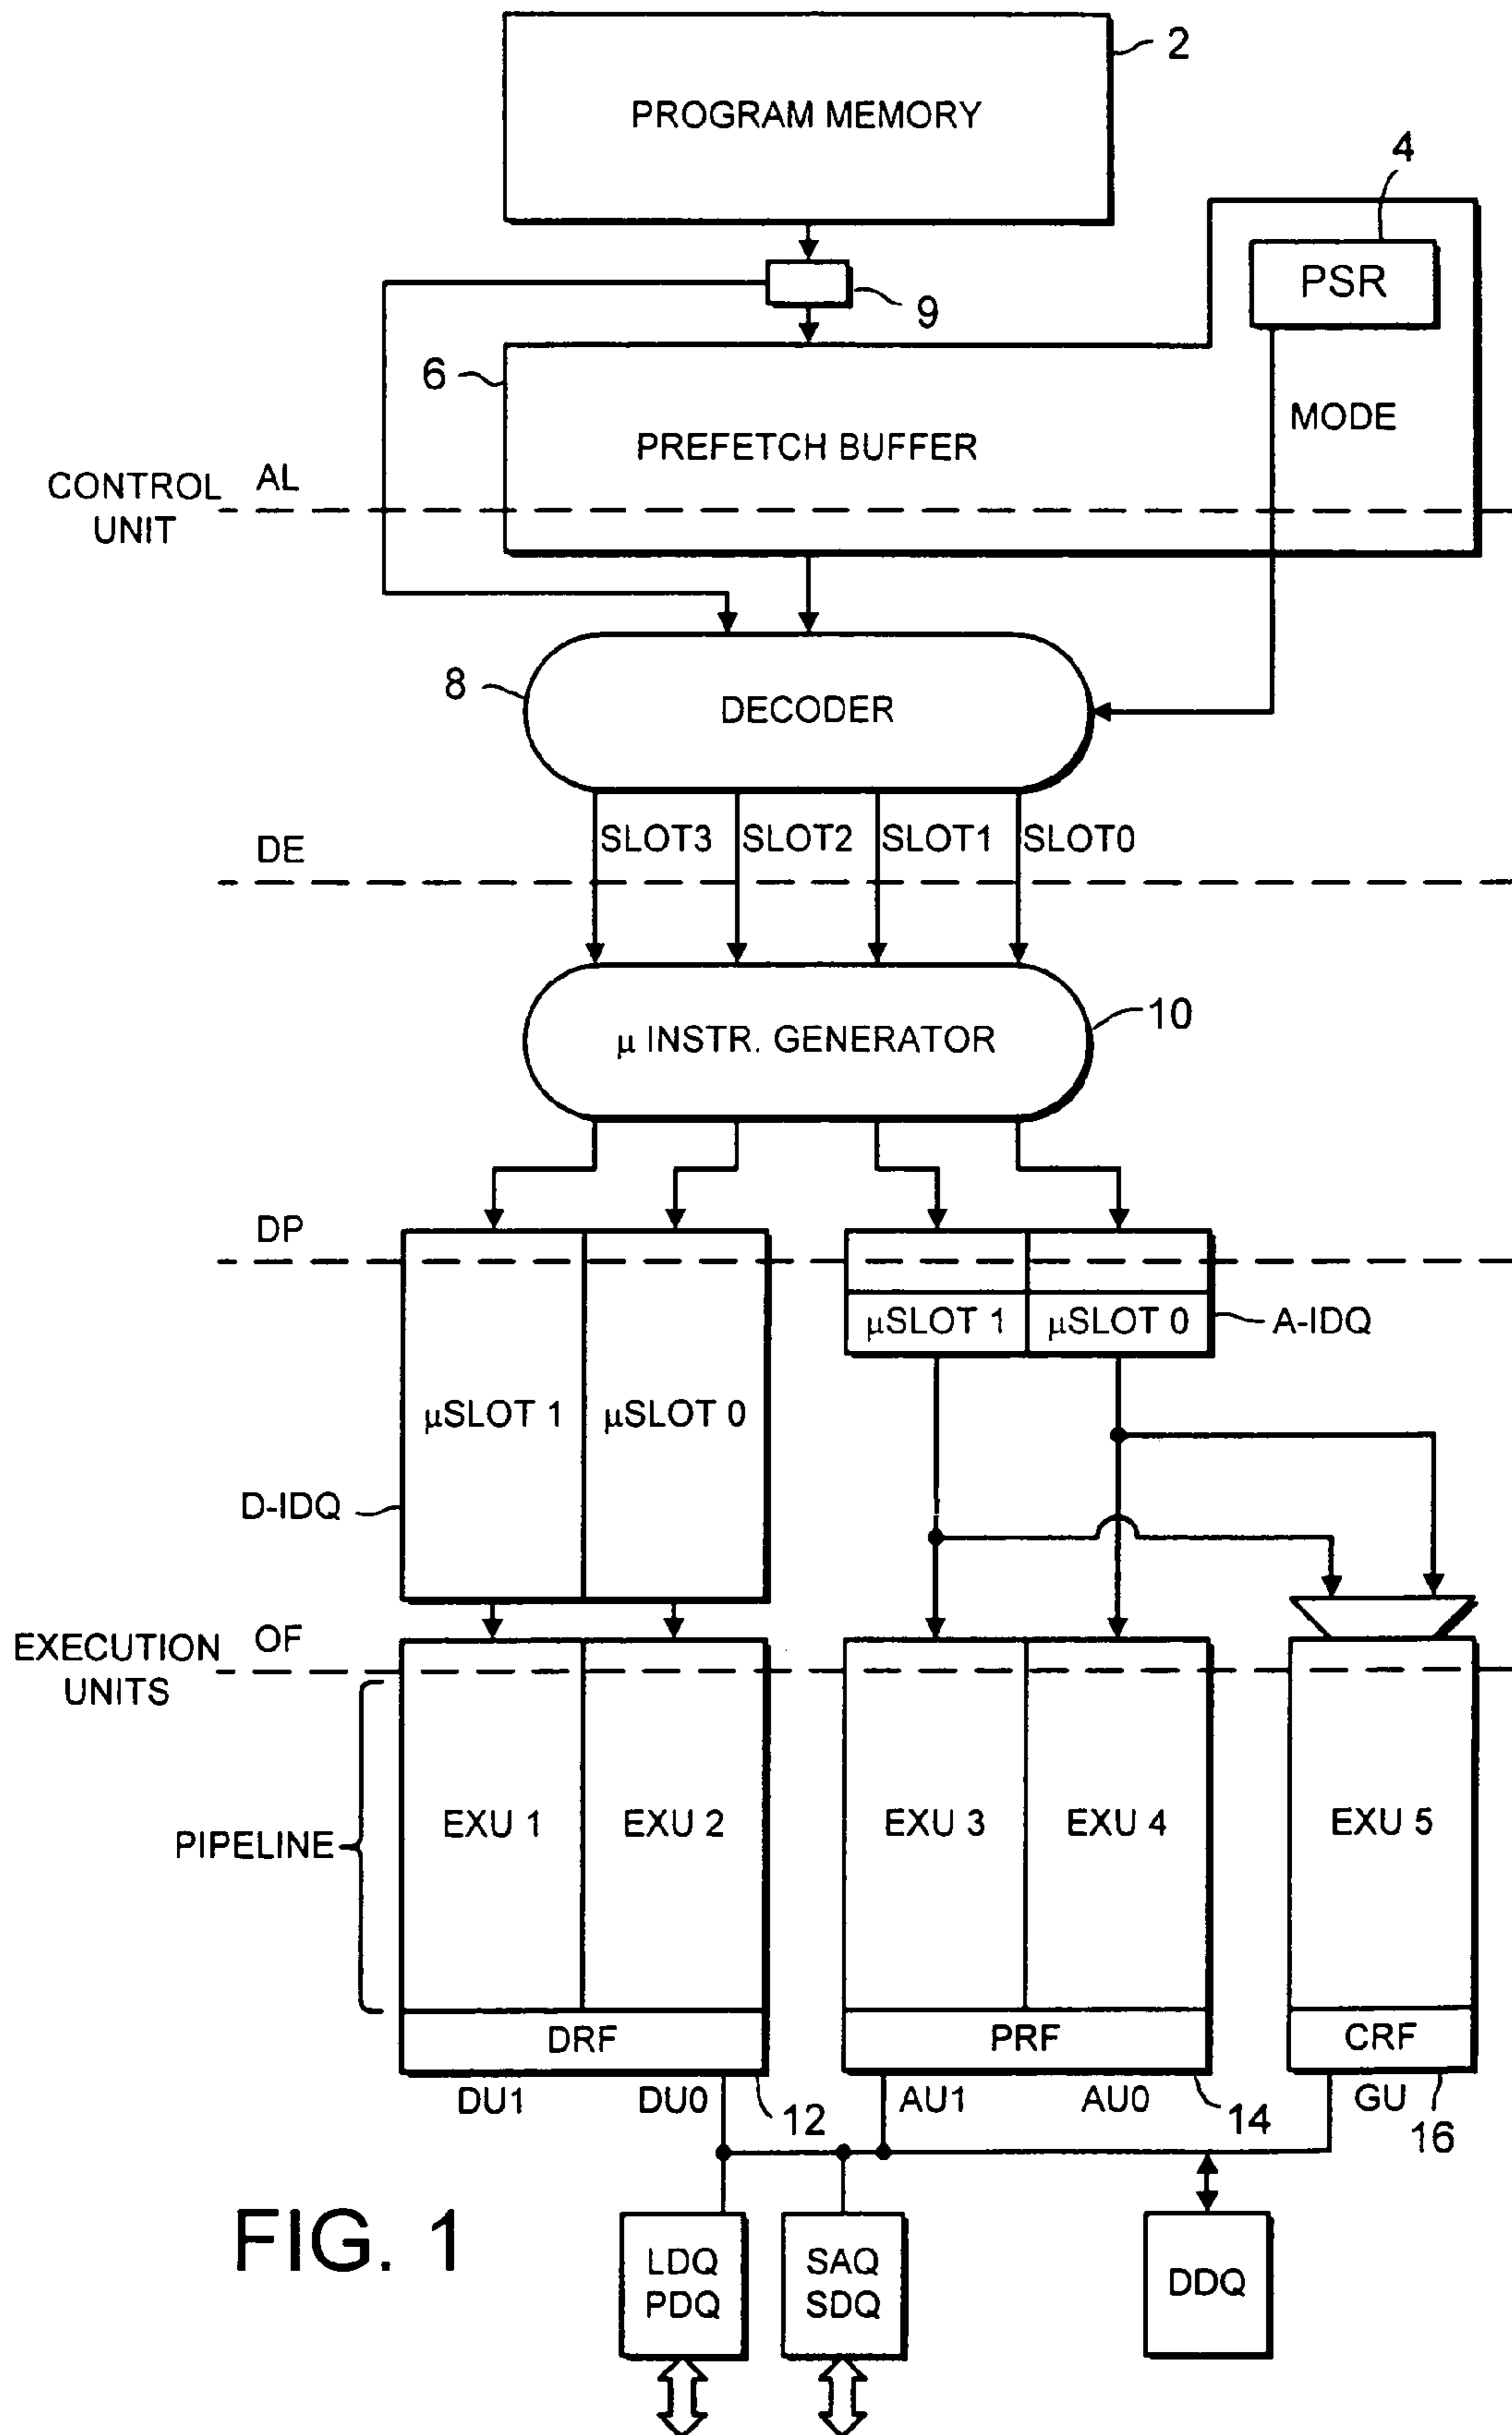 2
PROGRAM MEMORY
4
PSR
9
6
MODE
PREFETCH BUFFER
CONTROL
UNIT
AL
8
DECODER
SLOT3
SLOT2
SLOT1
SLOT0
DE
10
μ INSTR. GENERATOR
DP
μSLOT 1
μSLOT 0
A-IDQ
μSLOT 1
μSLOT 0
D-IDQ
EXECUTION
UNITS
OF
EXU 1
EXU 2
EXU 3
EXU 4
EXU 5
PIPELINE
DRF
PRF
CRF
DU1
DU0
12
AU1
AU0
14
GU
16
FIG. 1
LDQ
PDQ
SAQ
SDQ
DDQ